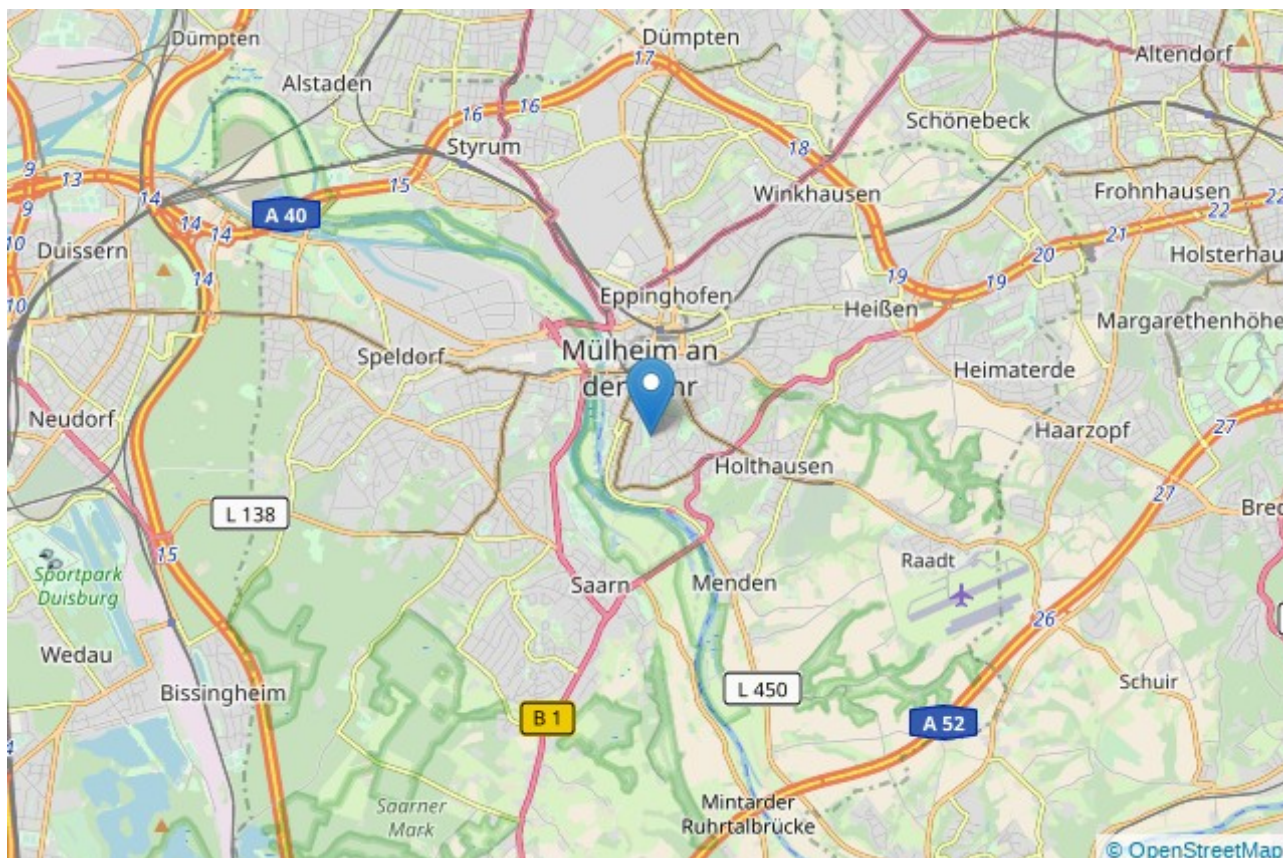 Dümpten
Dümpten
17
Altendorf
Alstaden
16
16
Schönebeck
Styrum
18
9
13
14
15
Winkhausen
Frohnhausen
22
22
9
14
A 40
14
21
10
Duissern
14
20
Holsterhau
19
19
10
Eppinghofen
Heißen
Margarethenhöhe
Speldorf
Mülheim an
der Ruhr
Heimaterde
Neudorf
27
Haarzopf
Holthausen
27
L 138
Bred
15
Sportpark
Duisburg
Saarn
Menden
Raadt
26
Wedau
Bissingheim
L 450
Schuir
B 1
A 52
4
14
Saarner
Mark
Mintarder
Ruhrtalbrücke
© OpenStreetMap